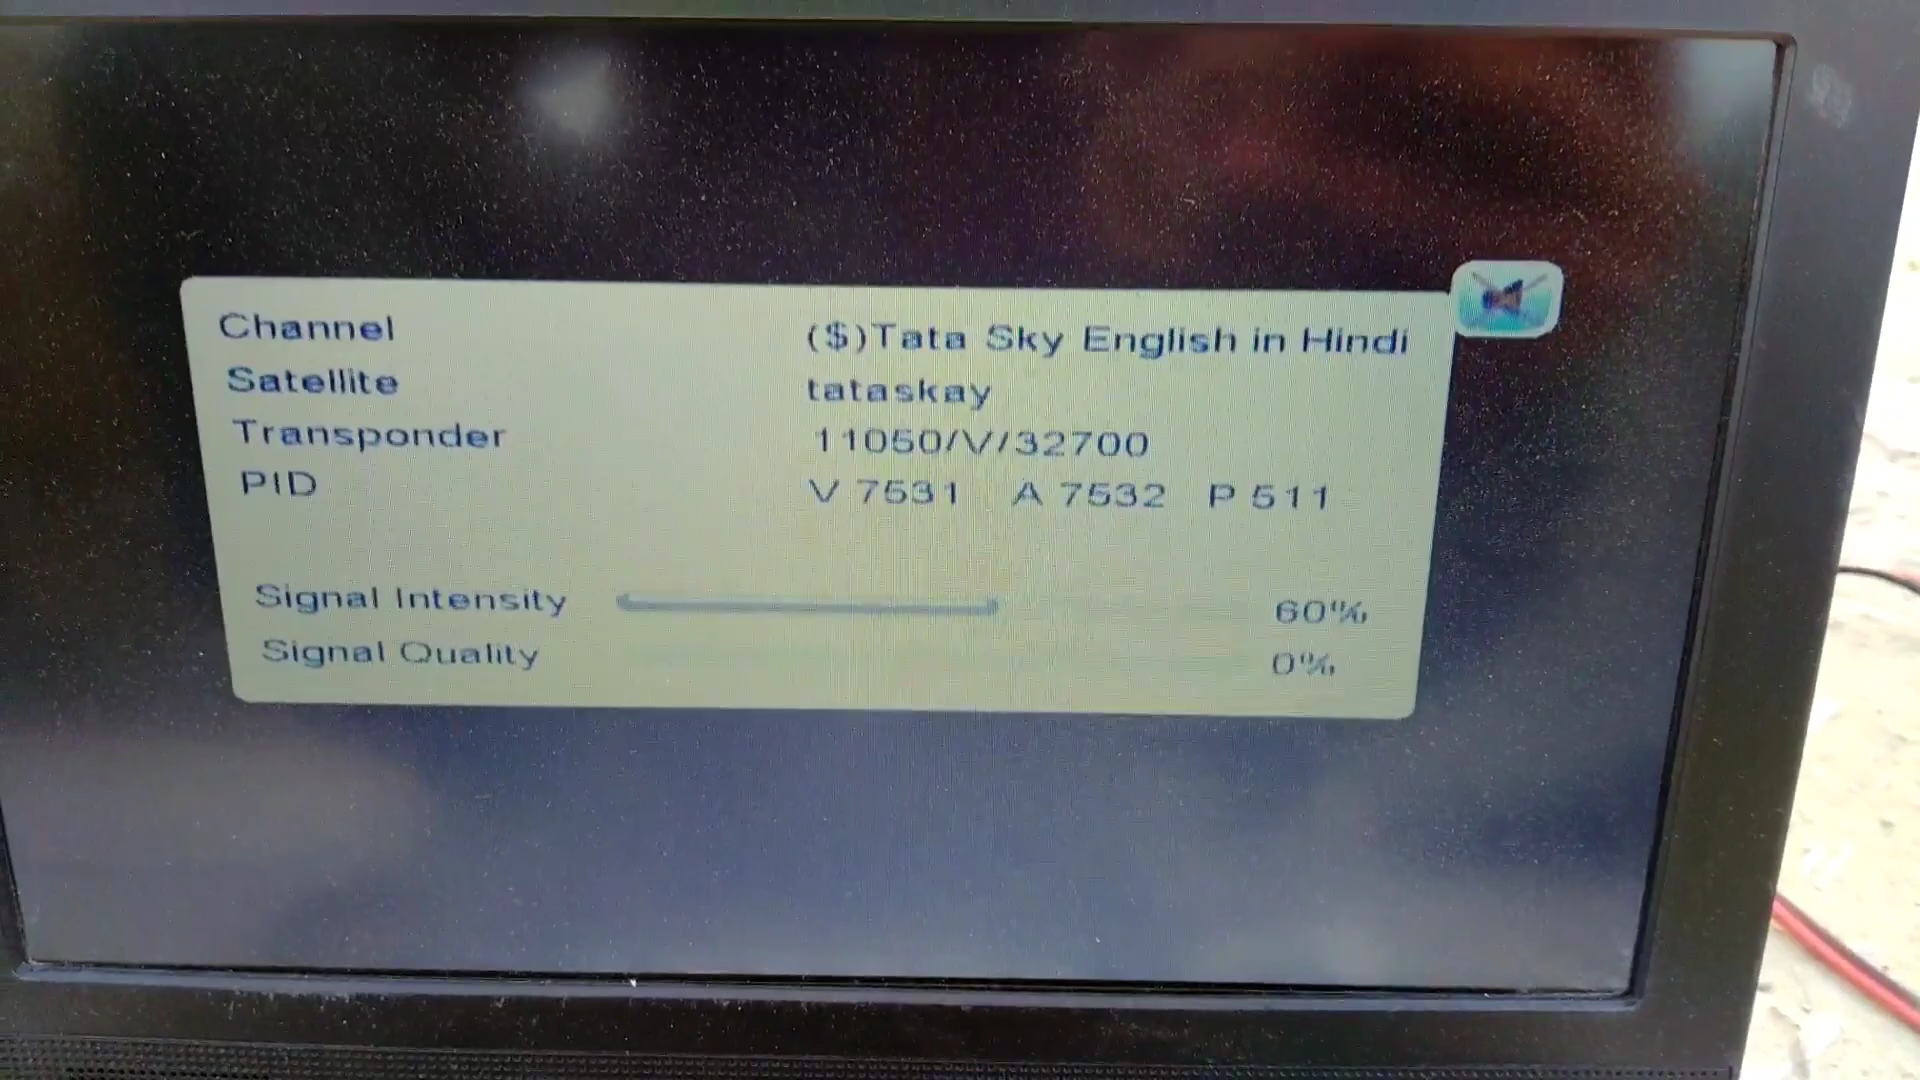 Channel ($)Tata Sky English in Hindi
Satellite tataskay
Transponder 11050/V/32700
PID V 7531 A 7532 P 511
Signal Intensity 60%
Signal Quality 0%